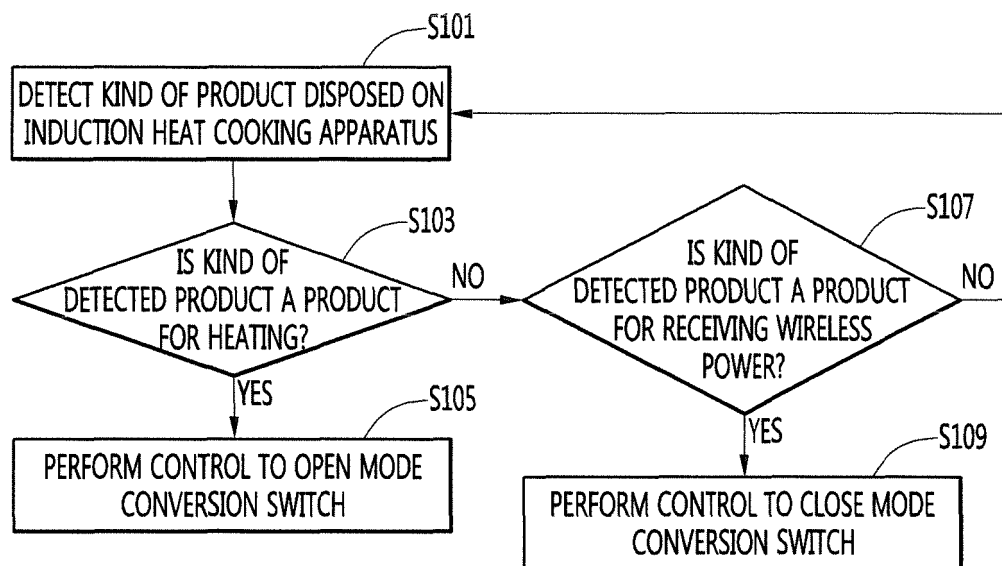 S101
DETECT KIND OF PRODUCT DISPOSED ON
INDUCTION HEAT COOKING APPARATUS
S103
IS KIND OF
DETECTED PRODUCT A PRODUCT
FOR HEATING?
NO
YES
S105
PERFORM CONTROL TO OPEN MODE
CONVERSION SWITCH
S107
IS KIND OF
DETECTED PRODUCT A PRODUCT
FOR RECEIVING WIRELESS
POWER?
NO
YES
S109
PERFORM CONTROL TO CLOSE MODE
CONVERSION SWITCH